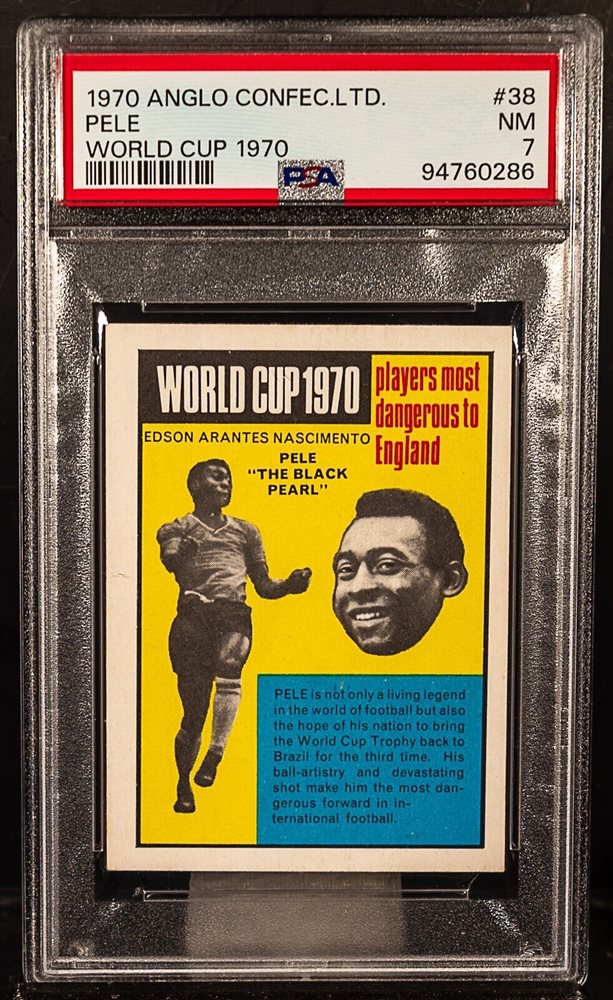 1970 ANGLO CONFEC.LTD. #38
PELE NM
WORLD CUP 1970 7
PSA 94760286
WORLD CUP 1970
players most
dangerous to
England
EDSON ARANTES NASCIMENTO
PELE
"THE BLACK
PEARL"
PELE is not only a living legend
in the world of football but also
the hope of his nation to bring
the World Cup Trophy back to
Brazil for the third time. His
ball-artistry and devastating
shot make him the most dan-
gerous forward in in-
ternational football.